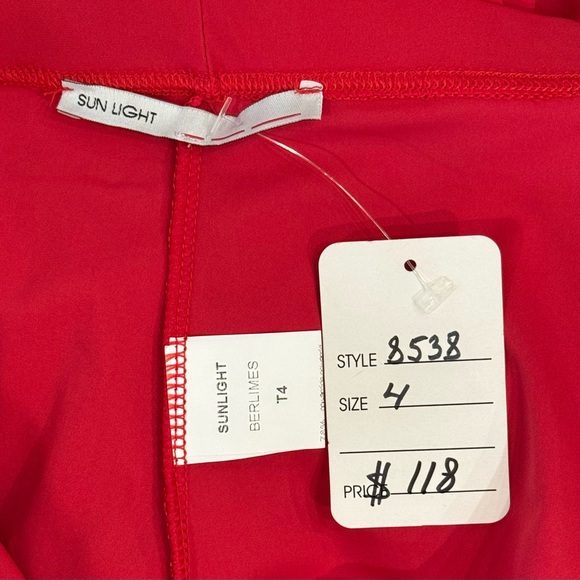 SUN LIGHT
SUNLIGHT
BERLIMES
T4
STYLE 8538
SIZE 4
PRICE $ 118